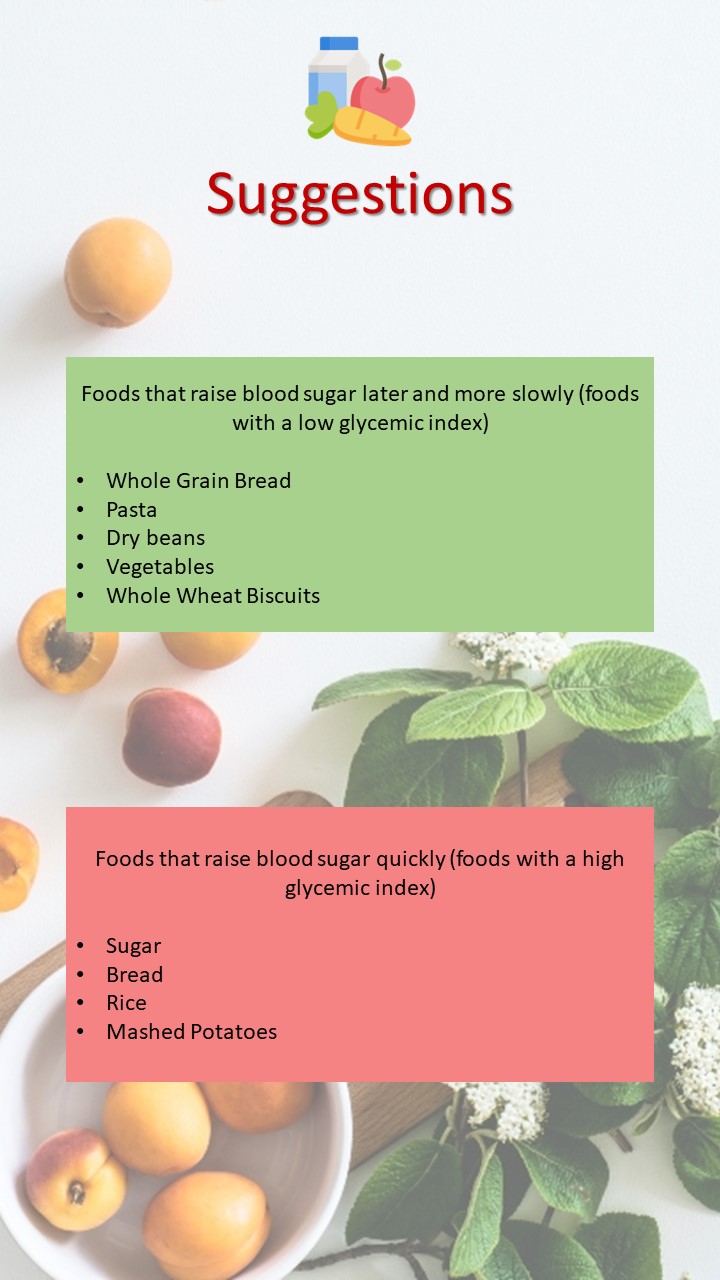 Suggestions
Foods that raise blood sugar later and more slowly (foods
with a low glycemic index)
• Whole Grain Bread
• Pasta
• Dry beans
• Vegetables
• Whole Wheat Biscuits
Foods that raise blood sugar quickly (foods with a high
glycemic index)
• Sugar
• Bread
• Rice
• Mashed Potatoes